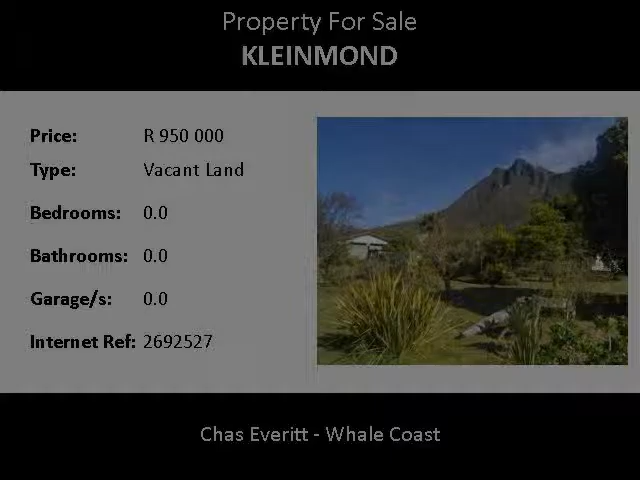 Property For Sale
KLEINMOND
Price: R 950 000
Type: Vacant Land
Bedrooms: 0.0
Bathrooms: 0.0
Garage/s: 0.0
Internet Ref: 2692527
Chas Everitt - Whale Coast